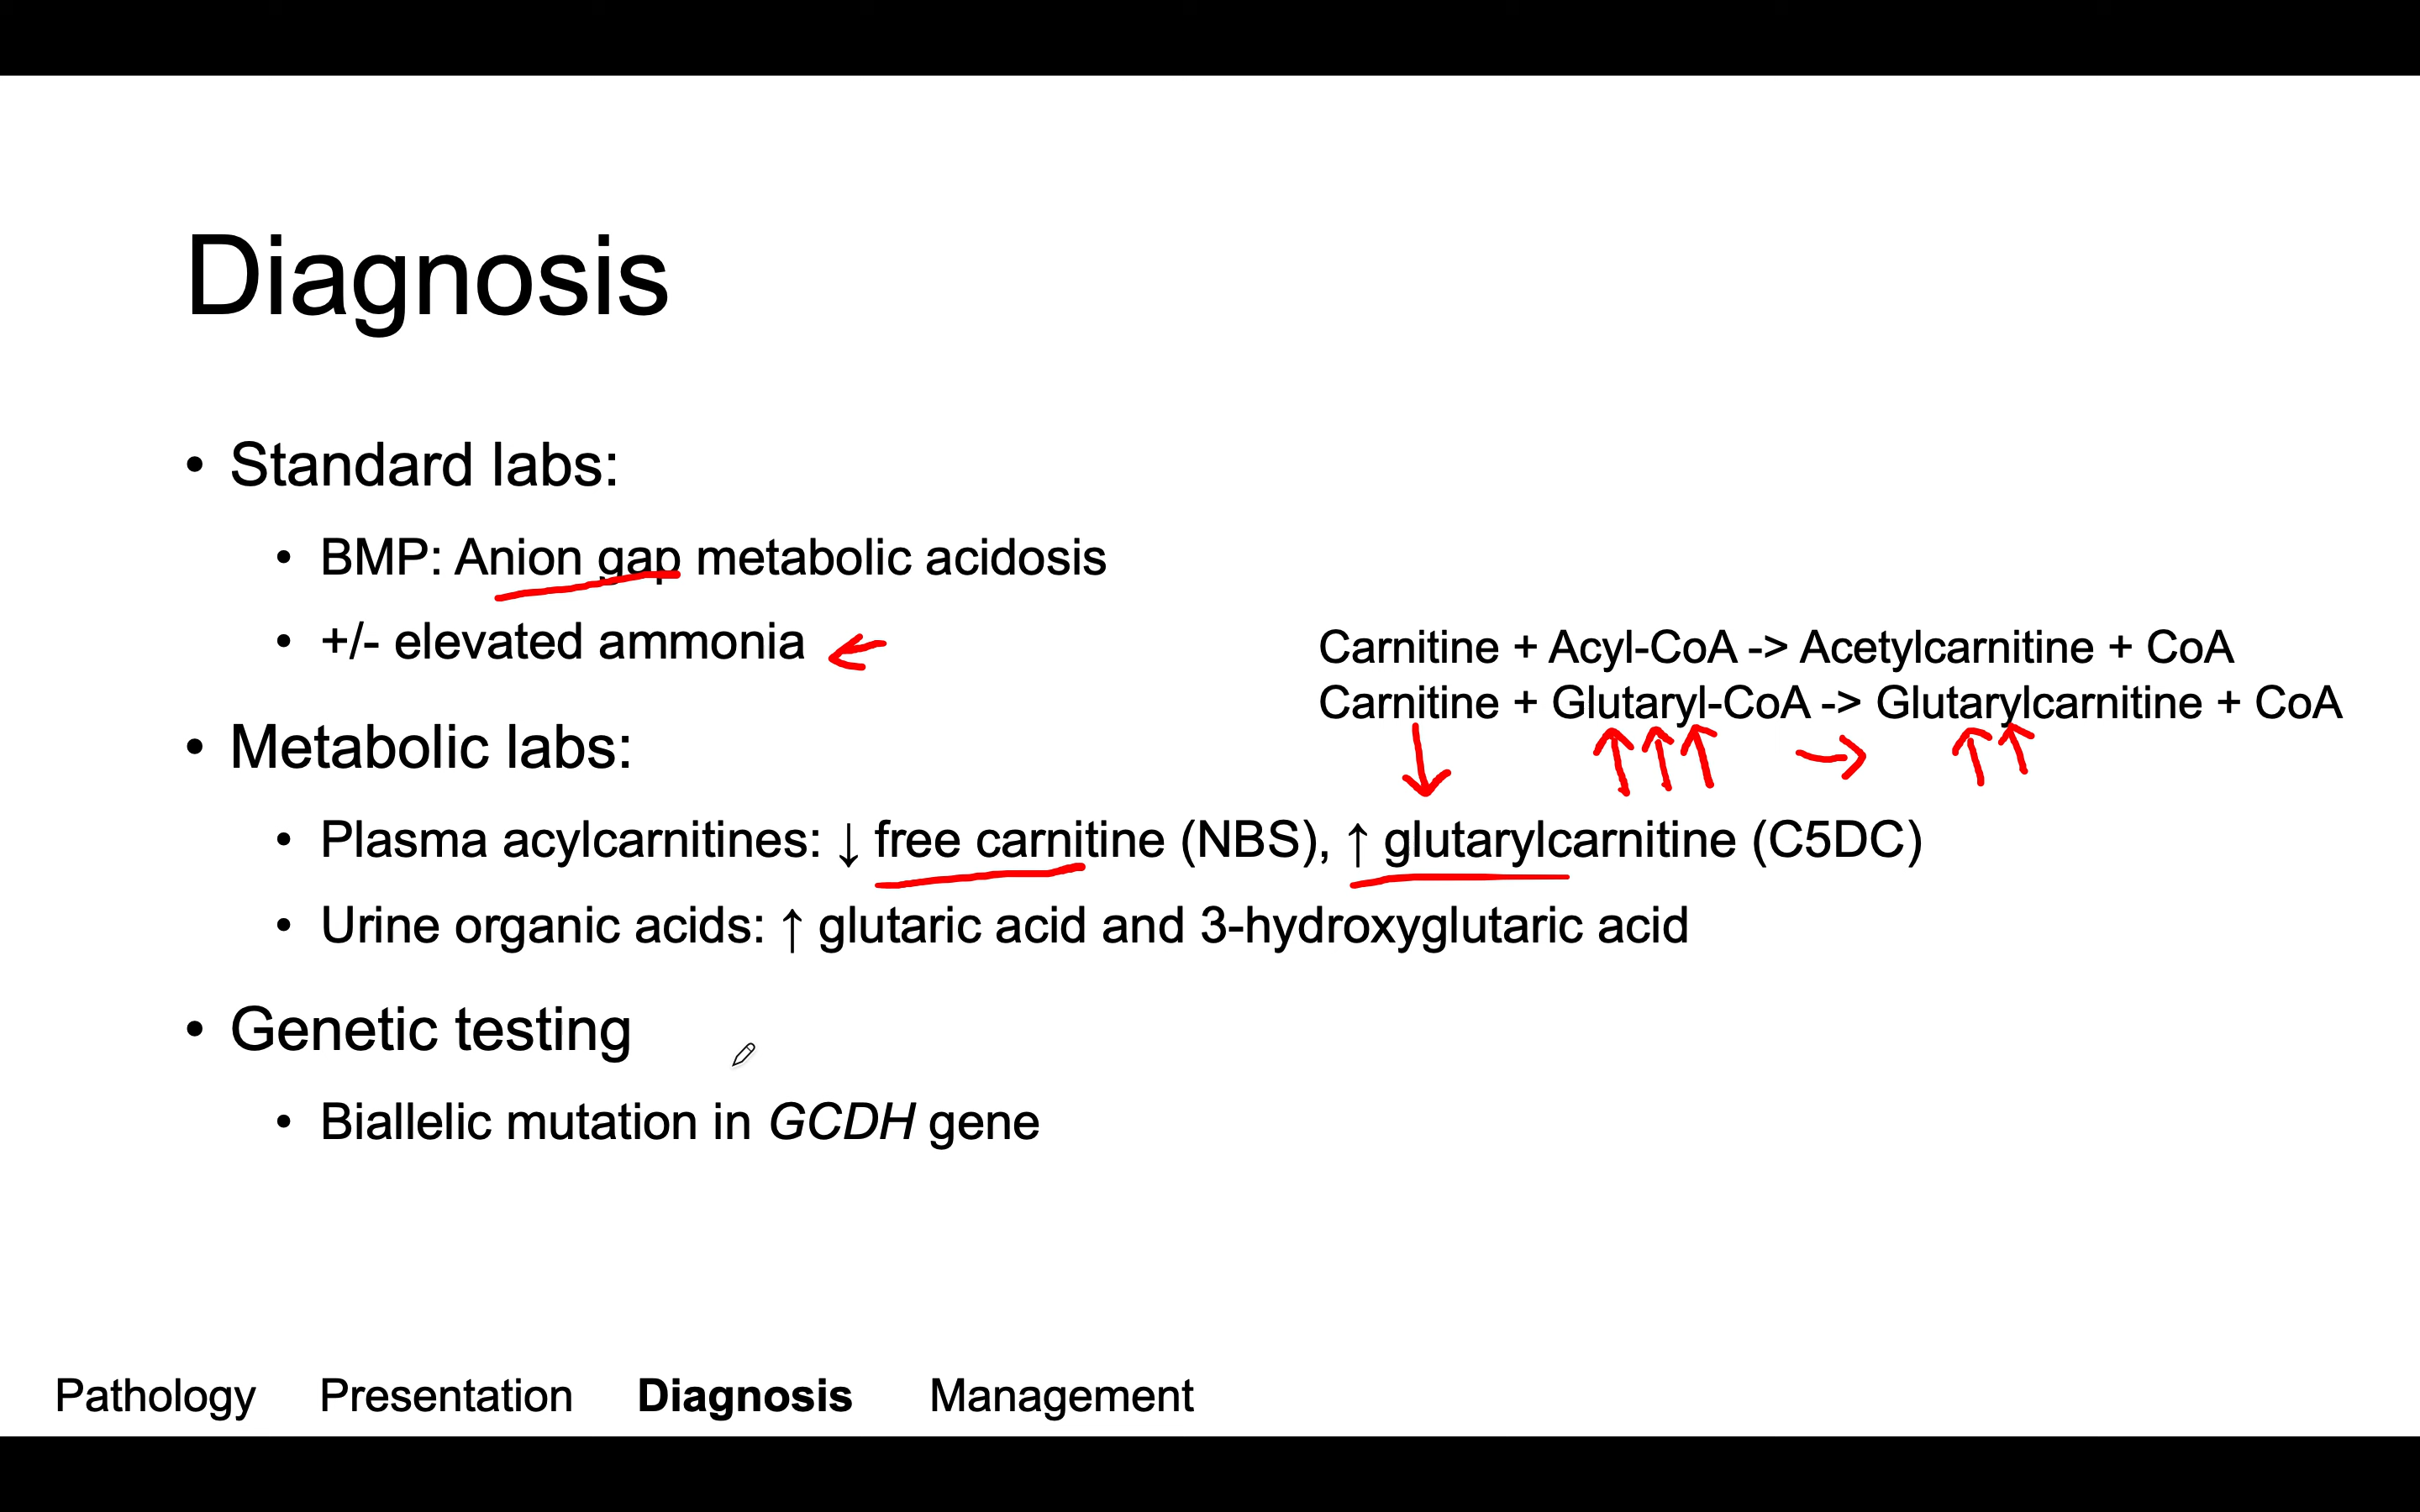 Diagnosis
• Standard labs:
• BMP: Anion gap metabolic acidosis
• +/- elevated ammonia
Carnitine + Acyl-CoA -> Acetylcarnitine + CoA
Carnitine + Glutaryl-CoA -> Glutarylcarnitine + CoA
• Metabolic labs:
• Plasma acylcarnitines: ↓ free carnitine (NBS), ↑ glutarylcarnitine (C5DC)
• Urine organic acids: ↑ glutaric acid and 3-hydroxyglutaric acid
• Genetic testing
• Biallelic mutation in GCDH gene
Pathology Presentation Diagnosis Management